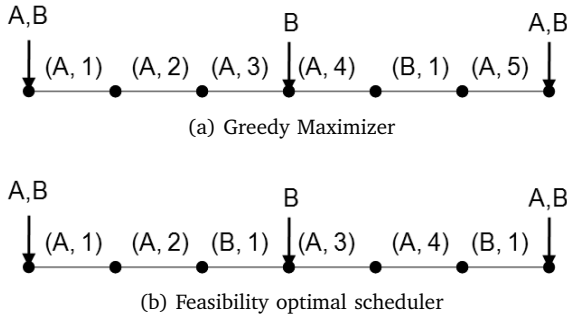 A,B B A,B
(A, 1) (A, 2) (A, 3) (A, 4) (B, 1) (A, 5)
(a) Greedy Maximizer
A,B B A,B
(A, 1) (A, 2) (B, 1) (A, 3) (A, 4) (B, 1)
(b) Feasibility optimal scheduler